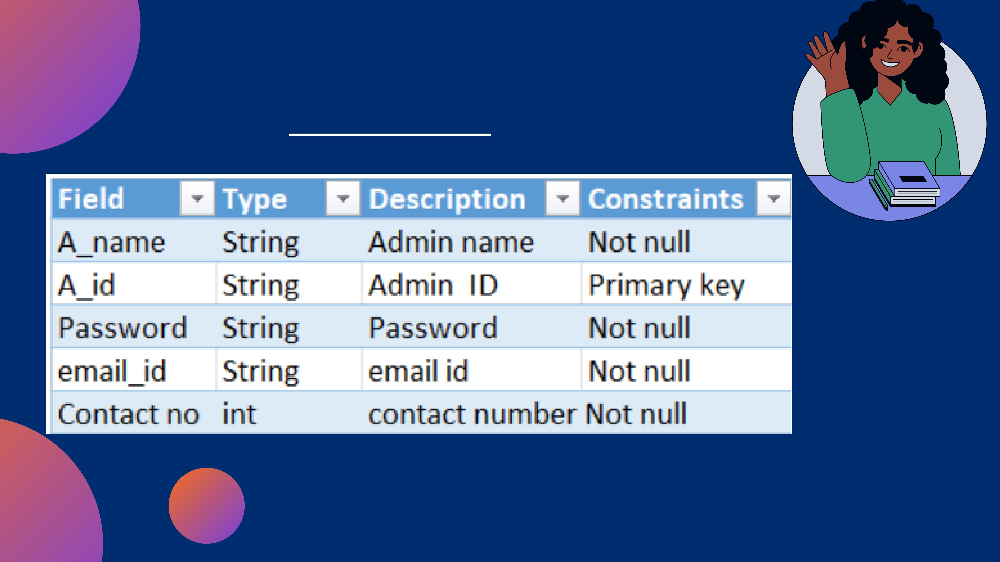 Field Type Description Constraints
A_name String Admin name Not null
A_id String Admin  ID Primary key
Password String Password Not null
email_id String email id Not null
Contact no int contact number Not null